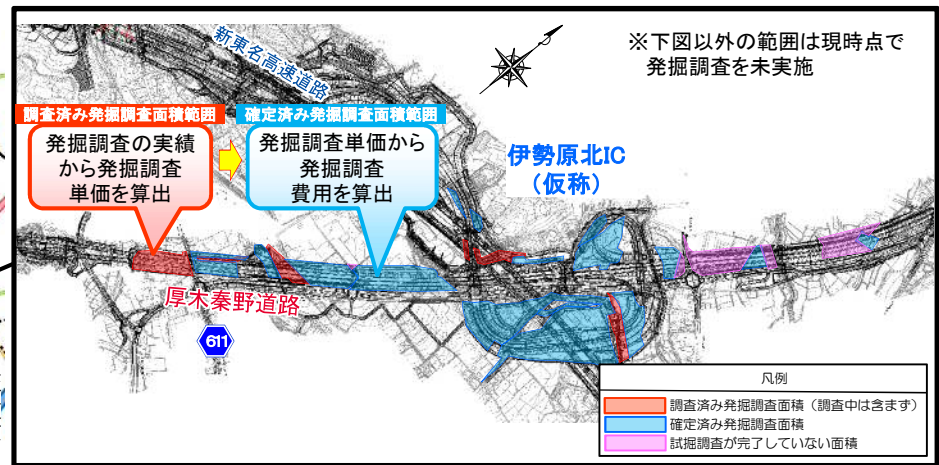 ※下図以外の範囲は現時点で
発掘調査を未実施
新東名高速道路
調査済み発掘調査面積範囲
発掘調査の実績
から発掘調査
単価を算出
確定済み発掘調査面積範囲
発掘調査単価から
発掘調査
費用を算出
伊勢原北IC
（仮称）
厚木秦野道路
611
凡例
調査済み発掘調査面積（調査中は含まず）
確定済み発掘調査面積
試掘調査が完了していない面積